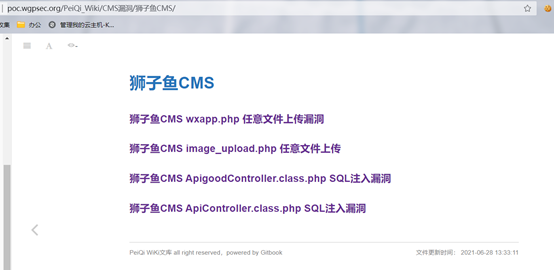 poc.wgpsec.org/PeiQi_Wiki/CMS漏洞/狮子鱼CMS/
收集 办公 管理我的云主机-K...
A
狮子鱼CMS
狮子鱼CMS wxapp.php 任意文件上传漏洞
狮子鱼CMS image_upload.php 任意文件上传
狮子鱼CMS ApigoodController.class.php SQL注入漏洞
狮子鱼CMS ApiController.class.php SQL注入漏洞
PeiQi WiKi文库 all right reserved，powered by Gitbook 文件更新时间： 2021-06-28 13:33:11